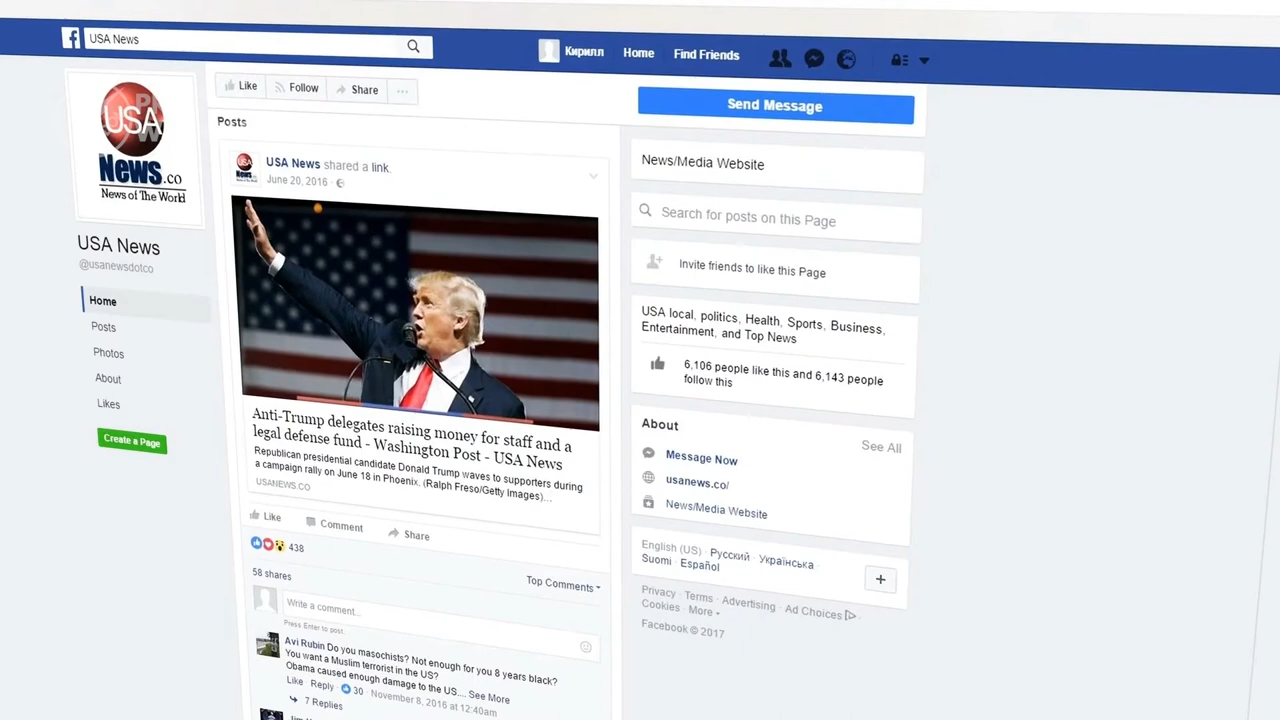 USA News
Кирилл
Home
Find Friends
USA
News.co
News of The World
USA News
@usanewsdotco
Home
Posts
Photos
About
Likes
Create a Page
Like
Follow
Share
...
Posts
USA News shared a link.
June 20, 2016
Anti-Trump delegates raising money for staff and a
legal defense fund - Washington Post - USA News
Republican presidential candidate Donald Trump waves to supporters during
a campaign rally on June 18 in Phoenix. (Ralph Freso/Getty Images)...
USANEWS.CO
Like
Comment
Share
438
58 shares
Top Comments
Write a comment...
Press Enter to post.
Avi Rubin Do you masochists? Not enough for you 8 years black?
You want a Muslim terrorist in the US?
Obama caused enough damage to the US.... See More
Like · Reply · 30 · November 8, 2016 at 12:40am
7 Replies
Send Message
News/Media Website
Search for posts on this Page
Invite friends to like this Page
USA local, politics, Health, Sports, Business,
Entertainment, and Top News
6,106 people like this and 6,143 people
follow this
About
See All
Message Now
usanews.co/
News/Media Website
English (US) · Русский · Українська ·
Suomi · Español
+
Privacy · Terms · Advertising · Ad Choices ·
Cookies · More
Facebook © 2017